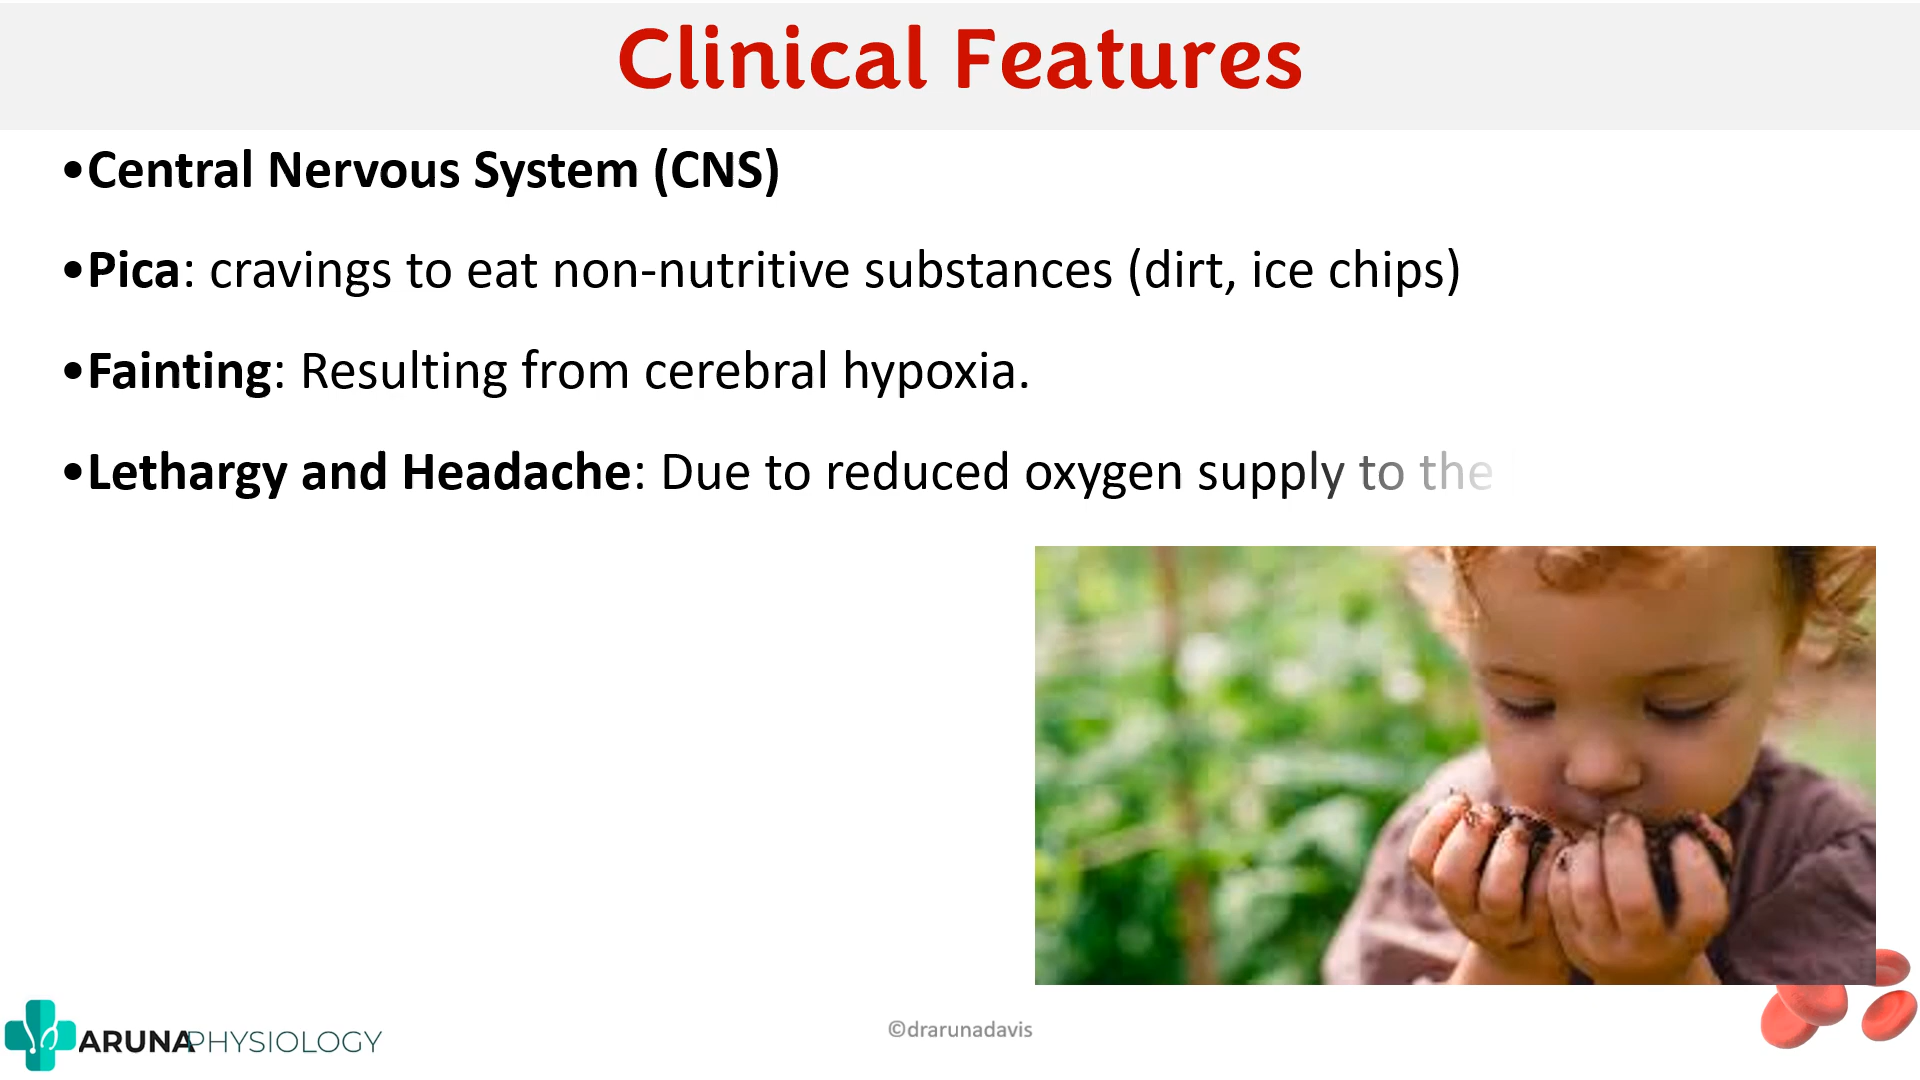 Clinical Features
•Central Nervous System (CNS)
•Pica: cravings to eat non-nutritive substances (dirt, ice chips)
•Fainting: Resulting from cerebral hypoxia.
•Lethargy and Headache: Due to reduced oxygen supply to the
ARUNAPHYSIOLOGY
©drarunadavis